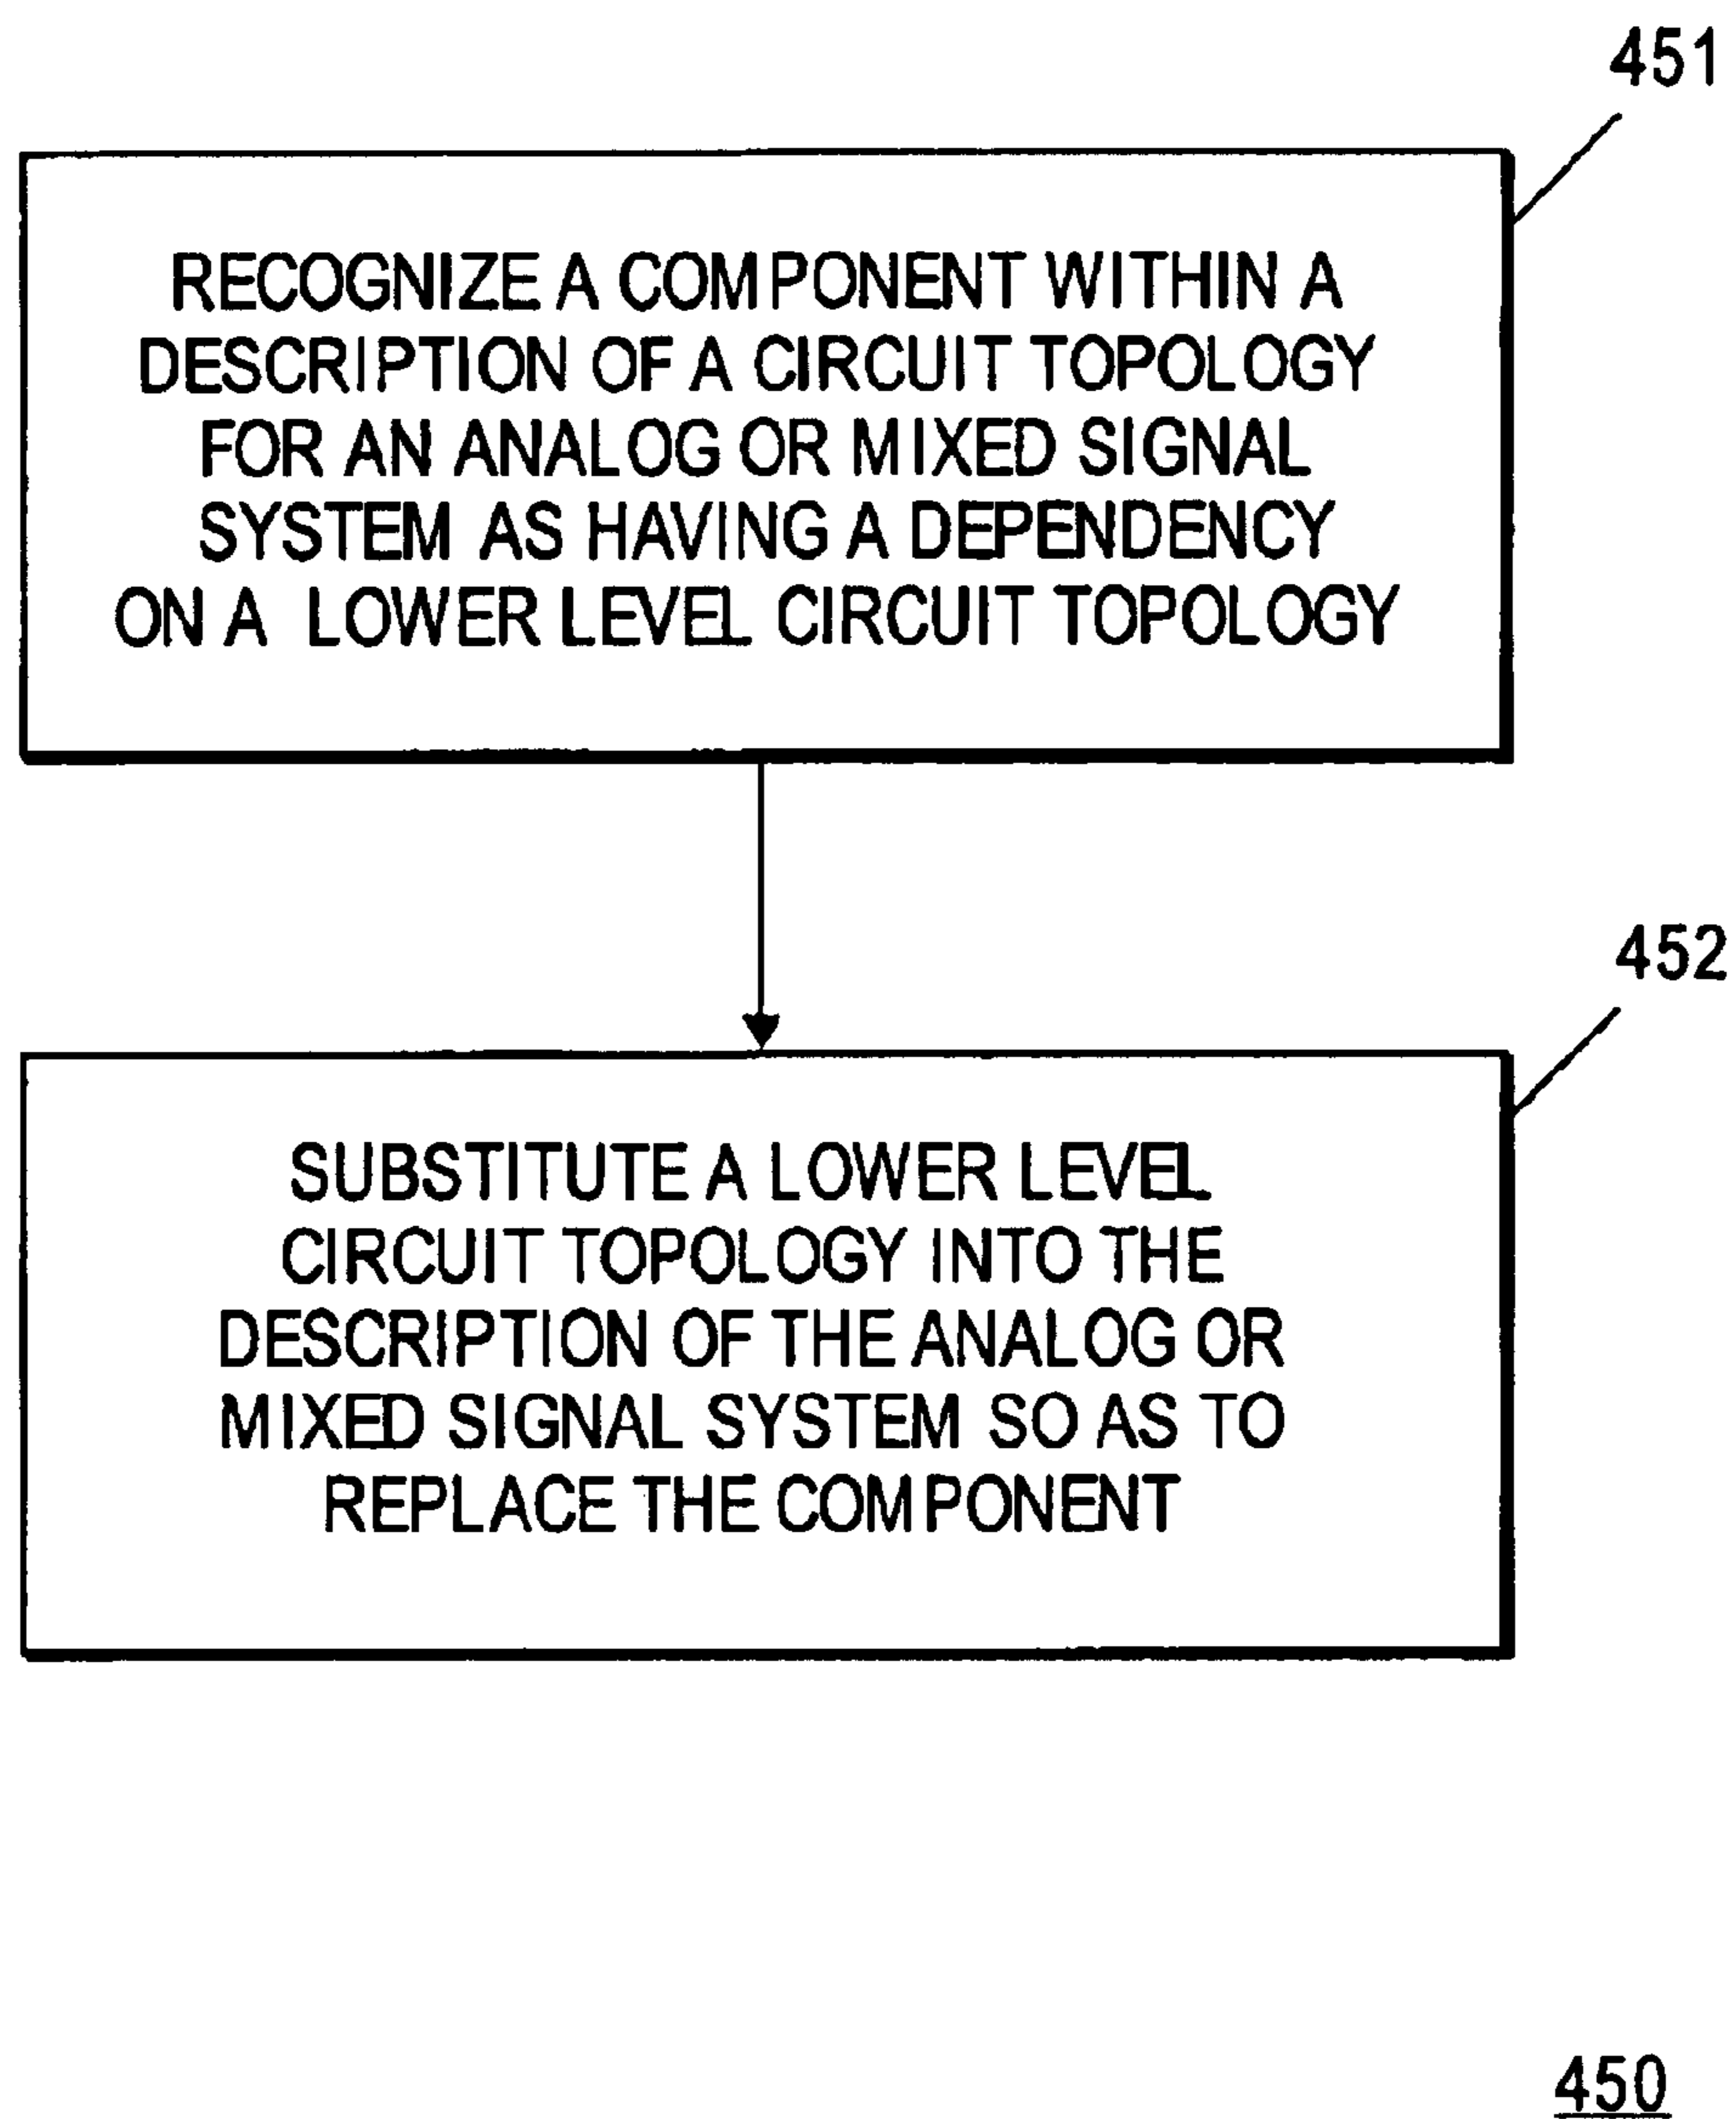 451
RECOGNIZE A COMPONENT WITHIN A
DESCRIPTION OF A CIRCUIT TOPOLOGY
FOR AN ANALOG OR MIXED SIGNAL
SYSTEM AS HAVING A DEPENDENCY
ON A LOWER LEVEL CIRCUIT TOPOLOGY
452
SUBSTITUTE A LOWER LEVEL
CIRCUIT TOPOLOGY INTO THE
DESCRIPTION OF THE ANALOG OR
MIXED SIGNAL SYSTEM SO AS TO
REPLACE THE COMPONENT
450